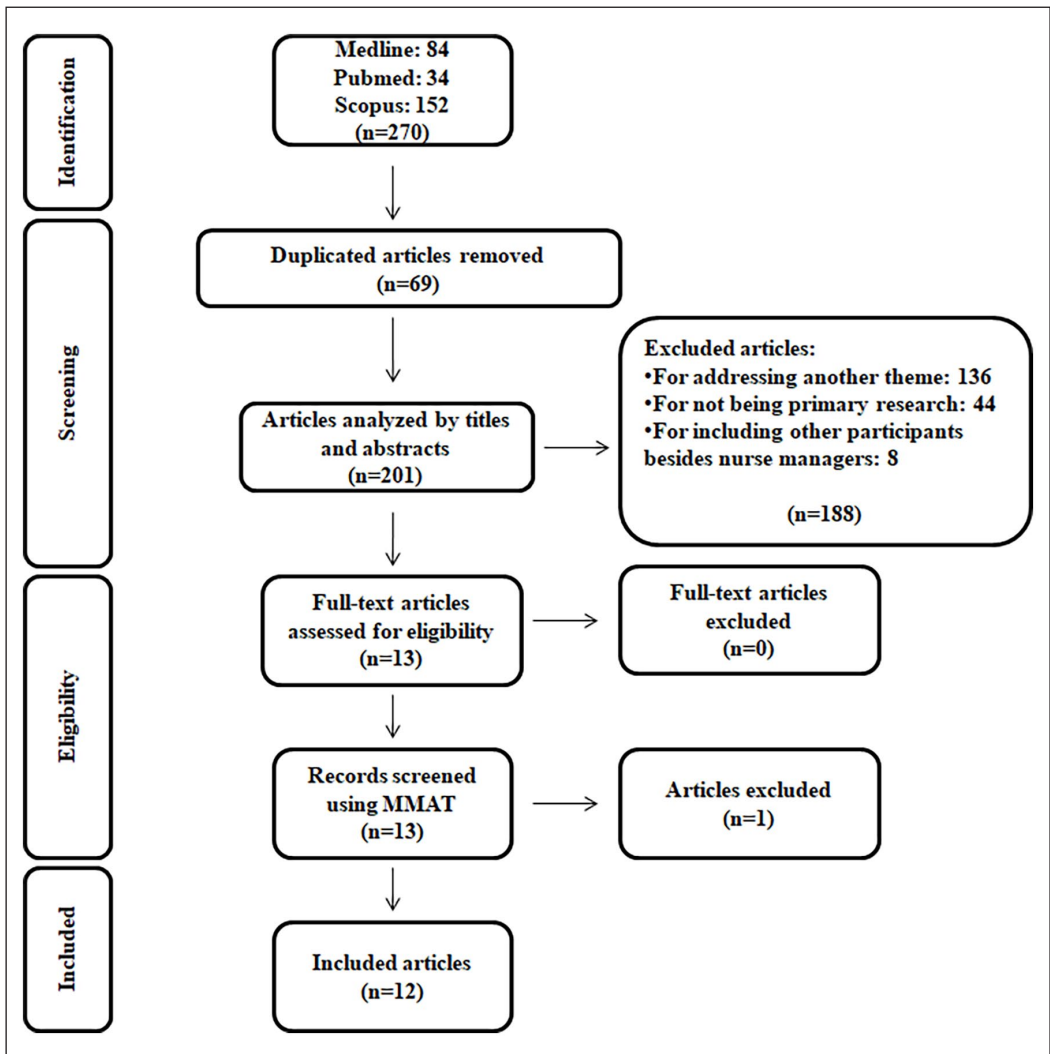 Identification
Medline: 84
Pubmed: 34
Scopus: 152
(n=270)
Screening
Duplicated articles removed
(n=69)
Articles analyzed by titles
and abstracts
(n=201)
Excluded articles:
•For addressing another theme: 136
•For not being primary research: 44
•For including other participants
besides nurse managers: 8
(n=188)
Eligibility
Full-text articles
assessed for eligibility
(n=13)
Full-text articles
excluded
(n=0)
Records screened
using MMAT
(n=13)
Articles excluded
(n=1)
Included
Included articles
(n=12)